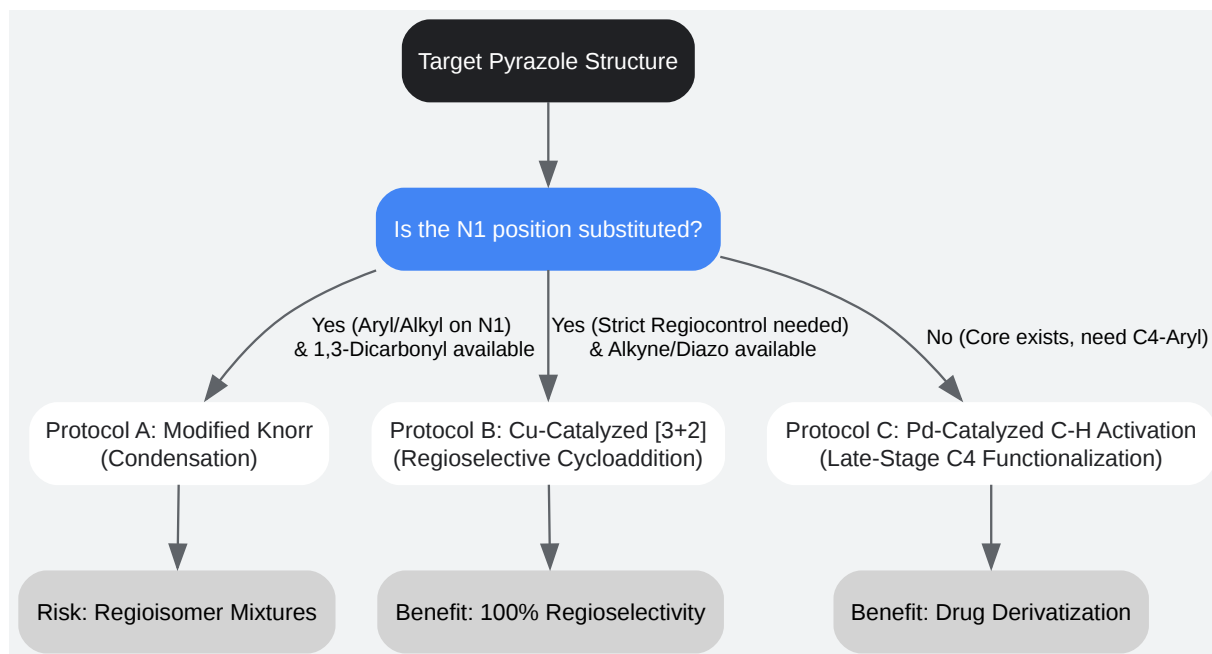 Target Pyrazole Structure
Is the N1 position substituted?
Yes (Aryl/Alkyl on N1)
& 1,3-Dicarbonyl available
Yes (Strict Regiocontrol needed)
& Alkyne/Diazo available
No (Core exists, need C4-Aryl)
Protocol A: Modified Knorr
(Condensation)
Protocol B: Cu-Catalyzed [3+2]
(Regioselective Cycloaddition)
Protocol C: Pd-Catalyzed C-H Activation
(Late-Stage C4 Functionalization)
Risk: Regioisomer Mixtures
Benefit: 100% Regioselectivity
Benefit: Drug Derivatization